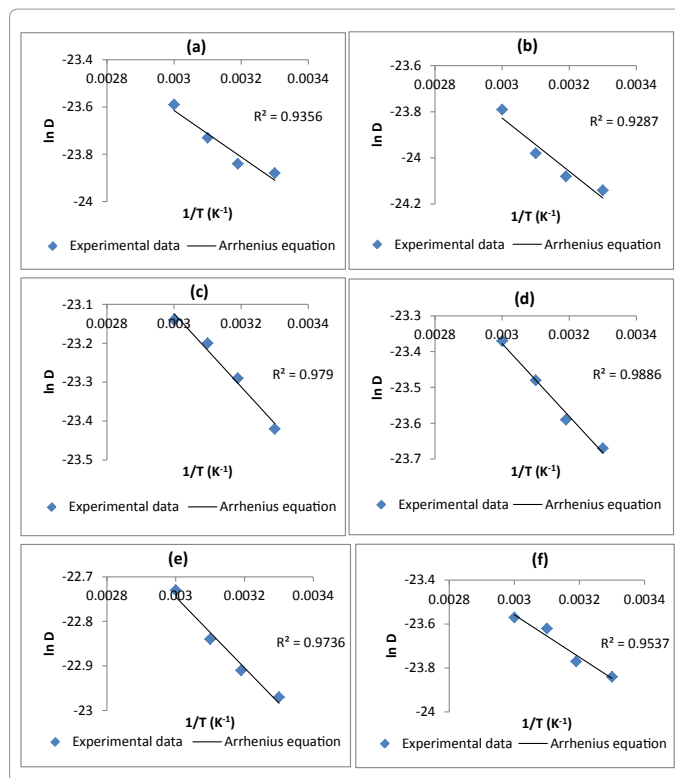 (a)
-23.4
0.0028 0.003 0.0032 0.0034
-23.6
R² = 0.9356
ln D
-23.8
-24
1/T (K⁻¹)
Experimental data Arrhenius equation
(b)
-23.6
0.0028 0.003 0.0032 0.0034
-23.8
R² = 0.9287
ln D
-24
-24.2
1/T (K⁻¹)
Experimental data Arrhenius equation
(c)
-23.1
0.0028 0.003 0.0032 0.0034
-23.2
ln D
-23.3
R² = 0.979
-23.4
-23.5
1/T (K⁻¹)
Experimental data Arrhenius equation
(d)
-23.3
0.0028 0.003 0.0032 0.0034
-23.4
ln D
-23.5
R² = 0.9886
-23.6
-23.7
1/T (K⁻¹)
Experimental data Arrhenius equation
(e)
-22.7
0.0028 0.003 0.0032 0.0034
-22.8
ln D
R² = 0.9736
-22.9
-23
1/T (K⁻¹)
Experimental data Arrhenius equation
(f)
-23.4
0.0028 0.003 0.0032 0.0034
-23.6
R² = 0.9537
ln D
-23.8
-24
1/T (K⁻¹)
Experimental data Arrhenius equation